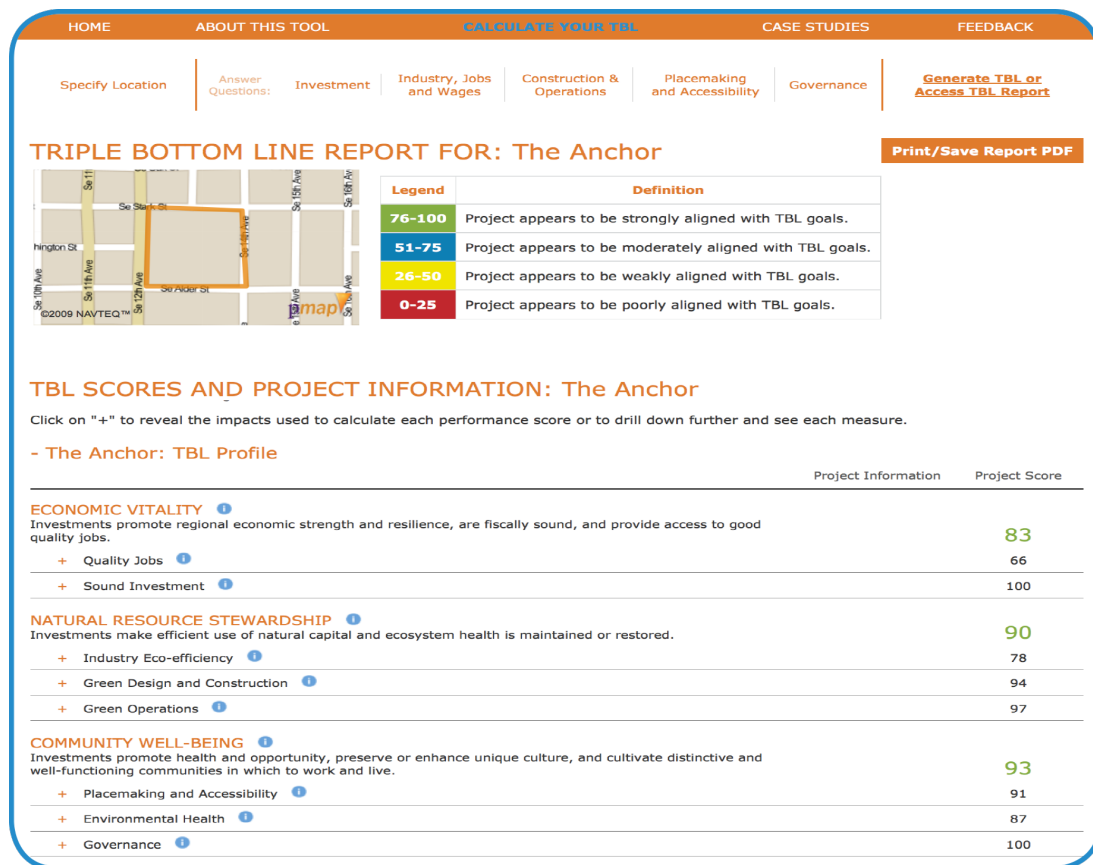 HOME ABOUT THIS TOOL CALCULATE YOUR TBL CASE STUDIES FEEDBACK
Specify Location
Answer
Questions:
Investment
Industry, Jobs
and Wages
Construction &
Operations
Placemaking
and Accessibility
Governance
Generate TBL or
Access TBL Report
TRIPLE BOTTOM LINE REPORT FOR: The Anchor
Print/Save Report PDF
Se 11
Se Stark St
Se 15th Ave
Se 16th Ave
hington St
Se 14th Ave
Se 10th Ave
Se 11th Ave
Se 12th Ave
Se Alder St
©2009 NAVTEQ™
map
Legend Definition
76-100 Project appears to be strongly aligned with TBL goals.
51-75 Project appears to be moderately aligned with TBL goals.
26-50 Project appears to be weakly aligned with TBL goals.
0-25 Project appears to be poorly aligned with TBL goals.
TBL SCORES AND PROJECT INFORMATION: The Anchor
Click on "+" to reveal the impacts used to calculate each performance score or to drill down further and see each measure.
- The Anchor: TBL Profile
Project Information Project Score
ECONOMIC VITALITY i
Investments promote regional economic strength and resilience, are fiscally sound, and provide access to good
quality jobs.
83
+ Quality Jobs i 66
+ Sound Investment i 100
NATURAL RESOURCE STEWARDSHIP i
Investments make efficient use of natural capital and ecosystem health is maintained or restored.
90
+ Industry Eco-efficiency i 78
+ Green Design and Construction i 94
+ Green Operations i 97
COMMUNITY WELL-BEING i
Investments promote health and opportunity, preserve or enhance unique culture, and cultivate distinctive and
well-functioning communities in which to work and live.
93
+ Placemaking and Accessibility i 91
+ Environmental Health i 87
+ Governance i 100